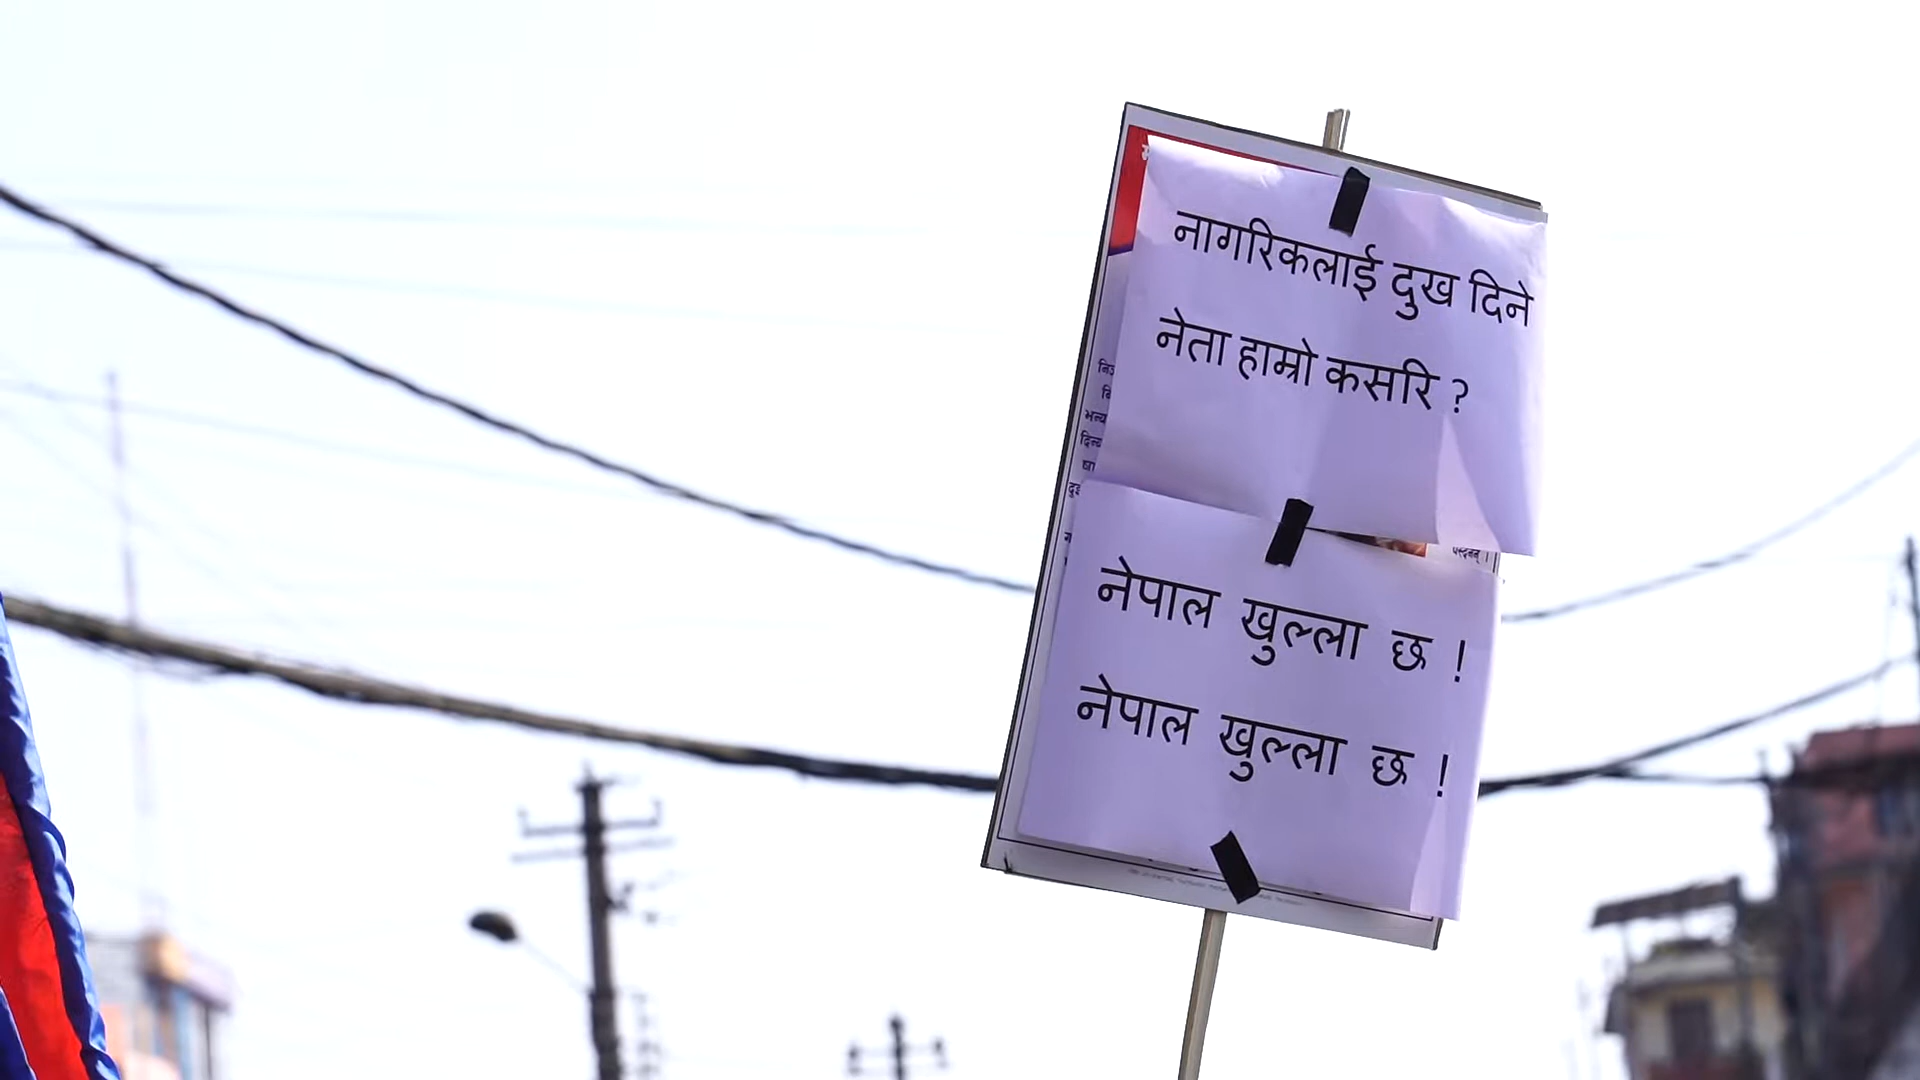 नागरिकलाई दुख दिने
नेता हाम्रो कसरि ?
नेपाल खुल्ला छ !
नेपाल खुल्ला छ !